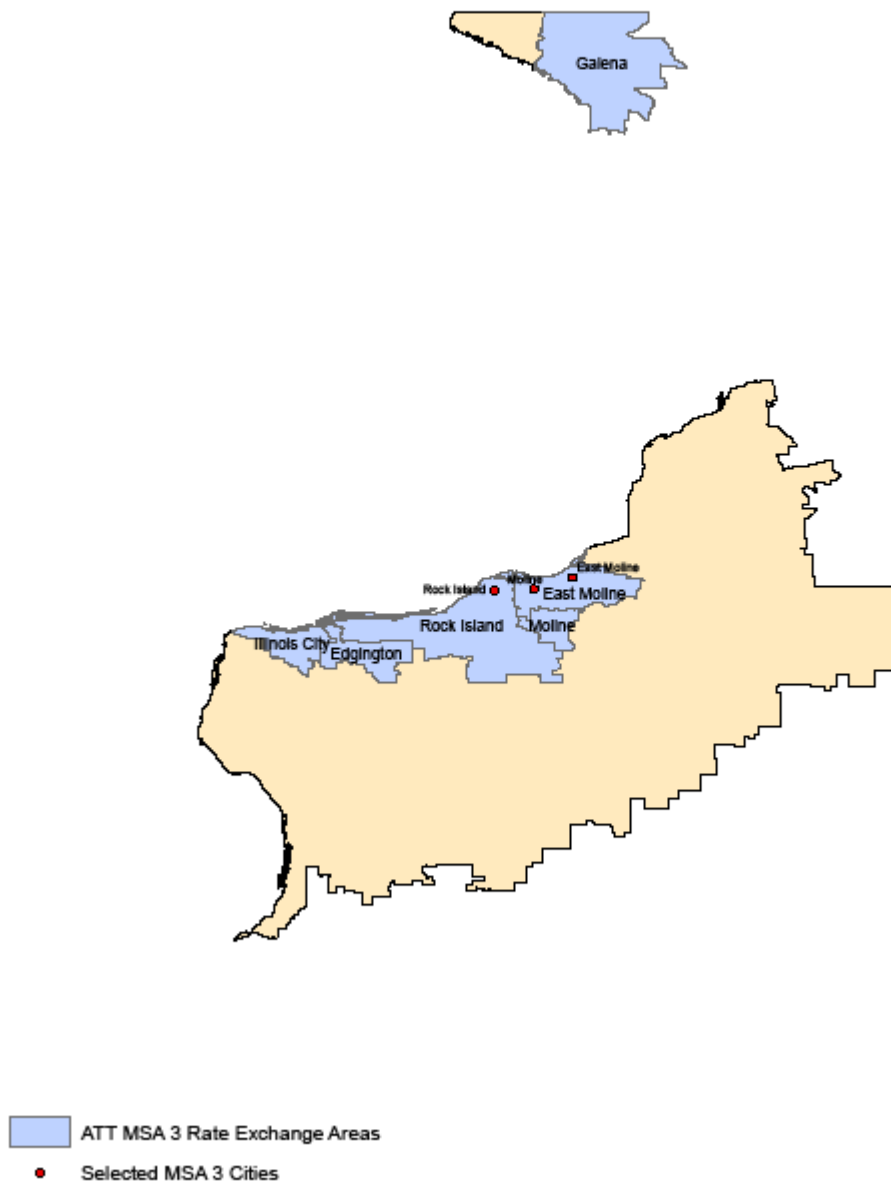 Galena
East Moline
Moline
Rock Island
East Moline
Rock Island
Moline
Illinois City
Edgington
ATT MSA 3 Rate Exchange Areas
Selected MSA 3 Cities